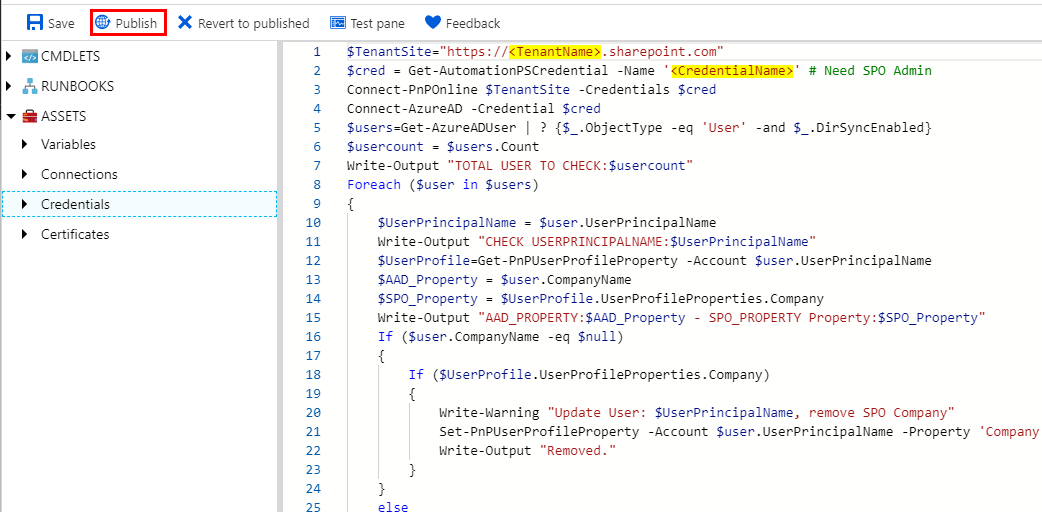 Save Publish Revert to published Test pane Feedback
CMDLETS
RUNBOOKS
ASSETS
Variables
Connections
Credentials
Certificates
1 $TenantSite="https://<TenantName>.sharepoint.com"
2 $cred = Get-AutomationPSCredential -Name '<CredentialName>' # Need SPO Admin
3 Connect-PnPOnline $TenantSite -Credentials $cred
4 Connect-AzureAD -Credential $cred
5 $users=Get-AzureADUser | ? {$_.ObjectType -eq 'User' -and $_.DirSyncEnabled}
6 $usercount = $users.Count
7 Write-Output "TOTAL USER TO CHECK:$usercount"
8 Foreach ($user in $users)
9 {
10 $UserPrincipalName = $user.UserPrincipalName
11 Write-Output "CHECK USERPRINCIPALNAME:$UserPrincipalName"
12 $UserProfile=Get-PnPUserProfileProperty -Account $user.UserPrincipalName
13 $AAD_Property = $user.CompanyName
14 $SPO_Property = $UserProfile.UserProfileProperties.Company
15 Write-Output "AAD_PROPERTY:$AAD_Property - SPO_PROPERTY Property:$SPO_Property"
16 If ($user.CompanyName -eq $null)
17 {
18 If ($UserProfile.UserProfileProperties.Company)
19 {
20 Write-Warning "Update User: $UserPrincipalName, remove SPO Company"
21 Set-PnPUserProfileProperty -Account $user.UserPrincipalName -Property 'Company
22 Write-Output "Removed."
23 }
24 }
25 else